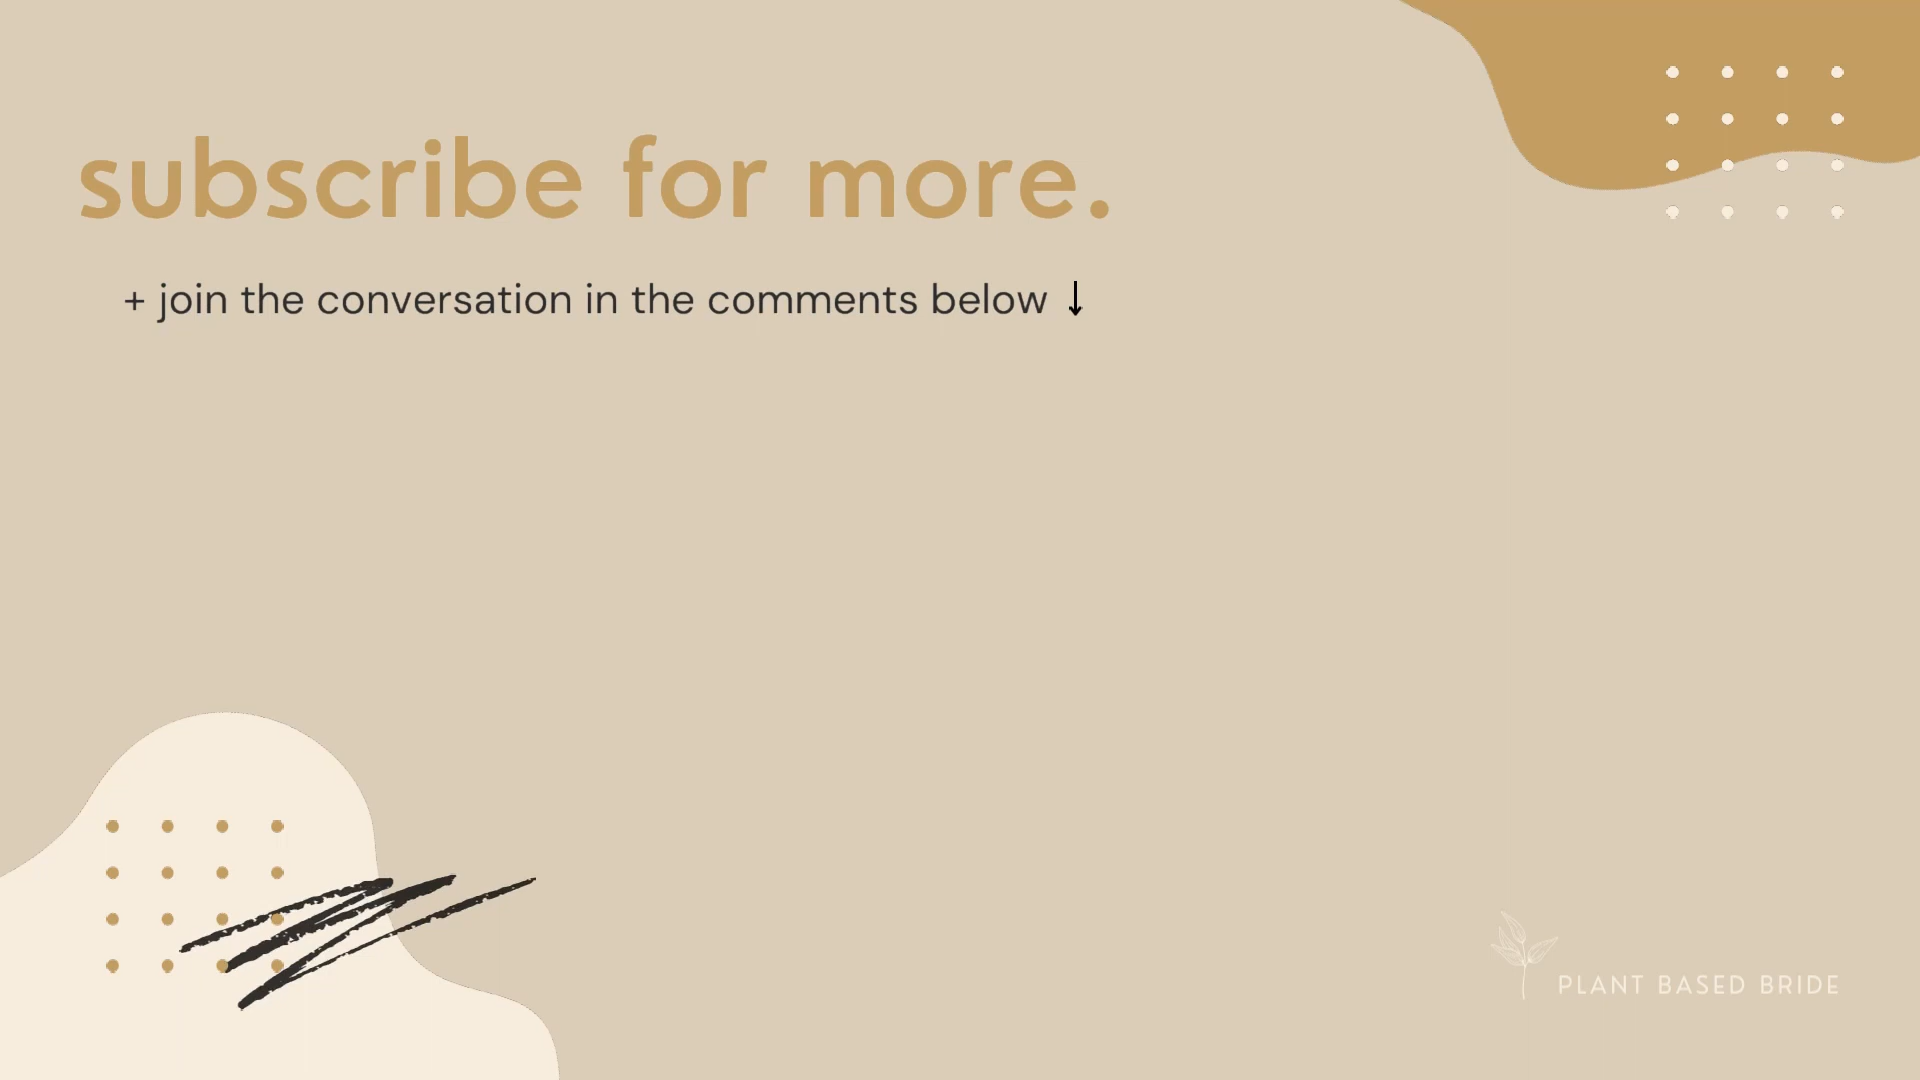 subscribe for more.
+ join the conversation in the comments below ↓
PLANT BASED BRIDE